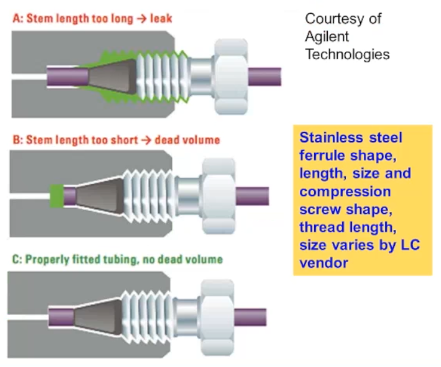 A: Stem length too long → leak
Courtesy of
Agilent
Technologies
B: Stem length too short → dead volume
Stainless steel
ferrule shape,
length, size and
compression
screw shape,
thread length,
size varies by LC
vendor
C: Properly fitted tubing, no dead volume